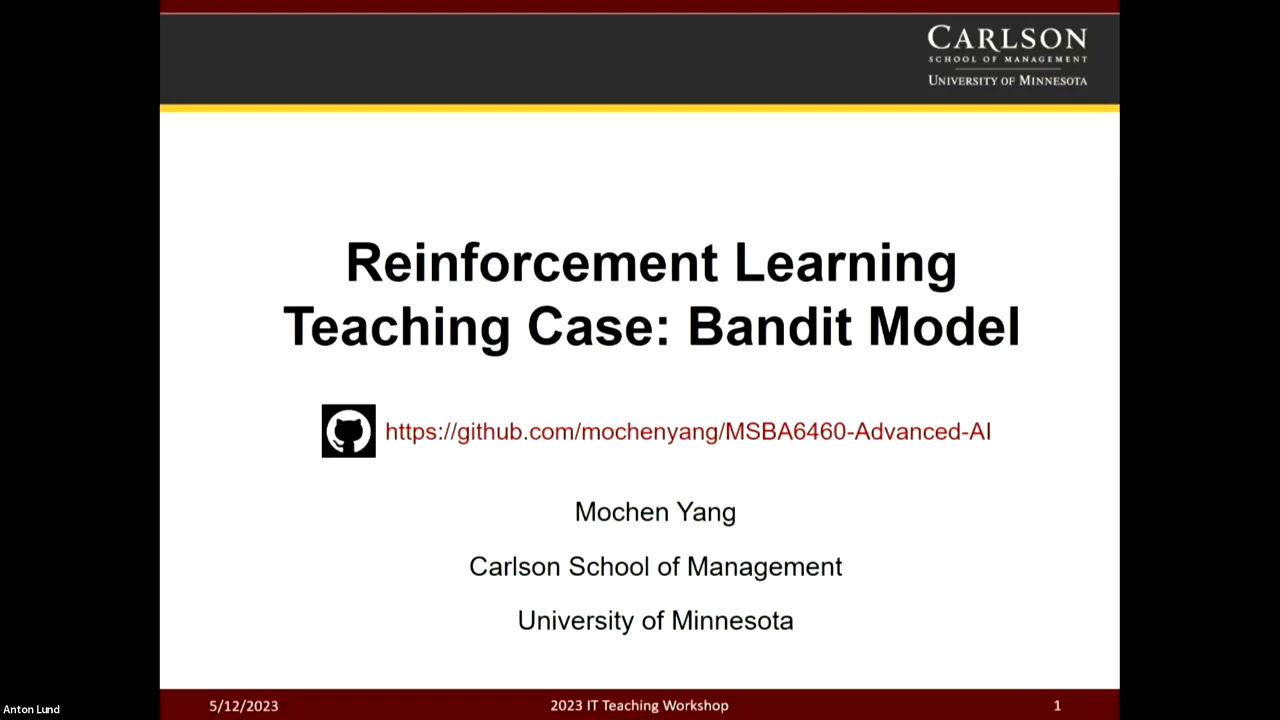 CARLSON
SCHOOL OF MANAGEMENT
UNIVERSITY OF MINNESOTA
Reinforcement Learning
Teaching Case: Bandit Model
https://github.com/mochenyang/MSBA6460-Advanced-AI
Mochen Yang
Carlson School of Management
University of Minnesota
Anton Lund
5/12/2023
2023 IT Teaching Workshop
1